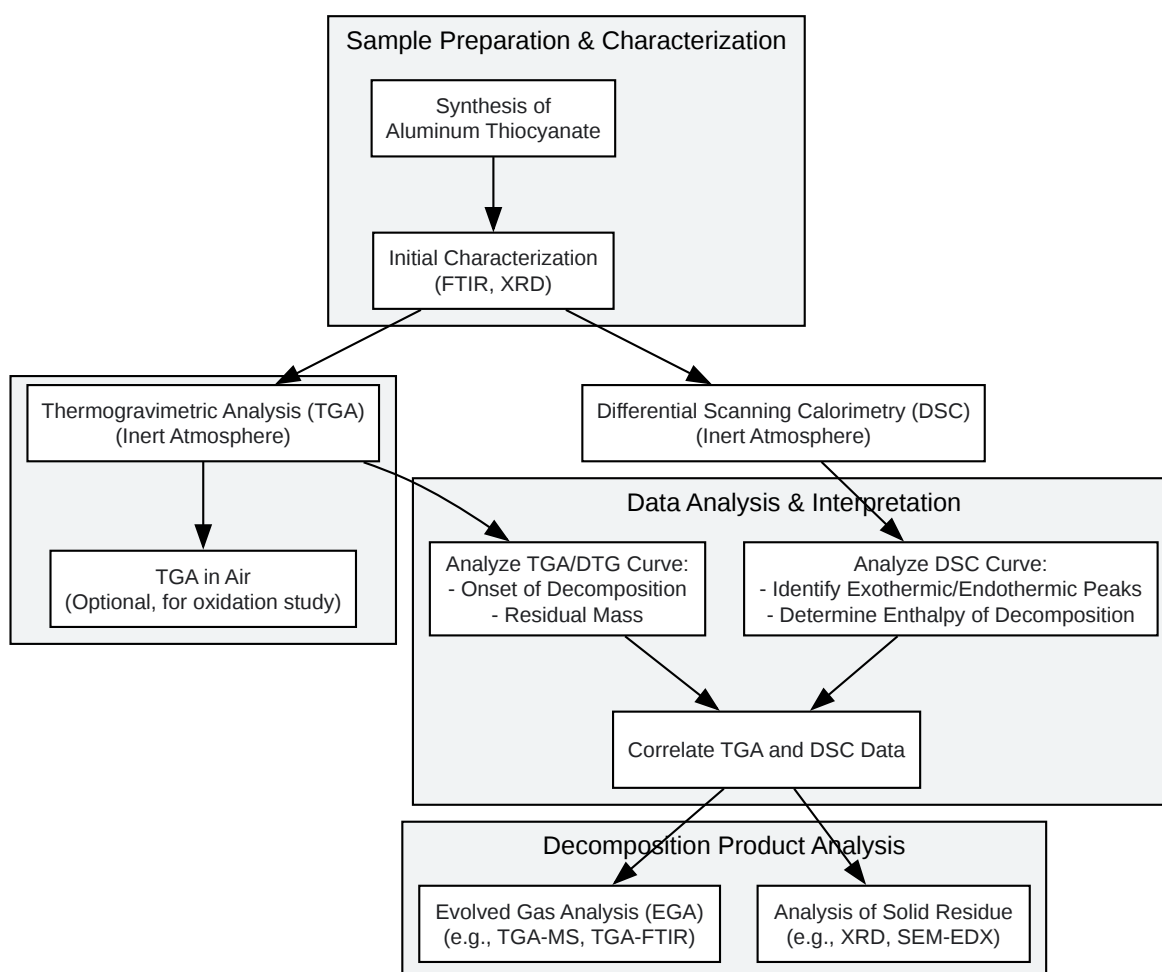 Sample Preparation & Characterization
Synthesis of
Aluminum Thiocyanate
Initial Characterization
(FTIR, XRD)
Thermogravimetric Analysis (TGA)
(Inert Atmosphere)
Differential Scanning Calorimetry (DSC)
(Inert Atmosphere)
TGA in Air
(Optional, for oxidation study)
Data Analysis & Interpretation
Analyze TGA/DTG Curve:
- Onset of Decomposition
- Residual Mass
Analyze DSC Curve:
- Identify Exothermic/Endothermic Peaks
- Determine Enthalpy of Decomposition
Correlate TGA and DSC Data
Decomposition Product Analysis
Evolved Gas Analysis (EGA)
(e.g., TGA-MS, TGA-FTIR)
Analysis of Solid Residue
(e.g., XRD, SEM-EDX)